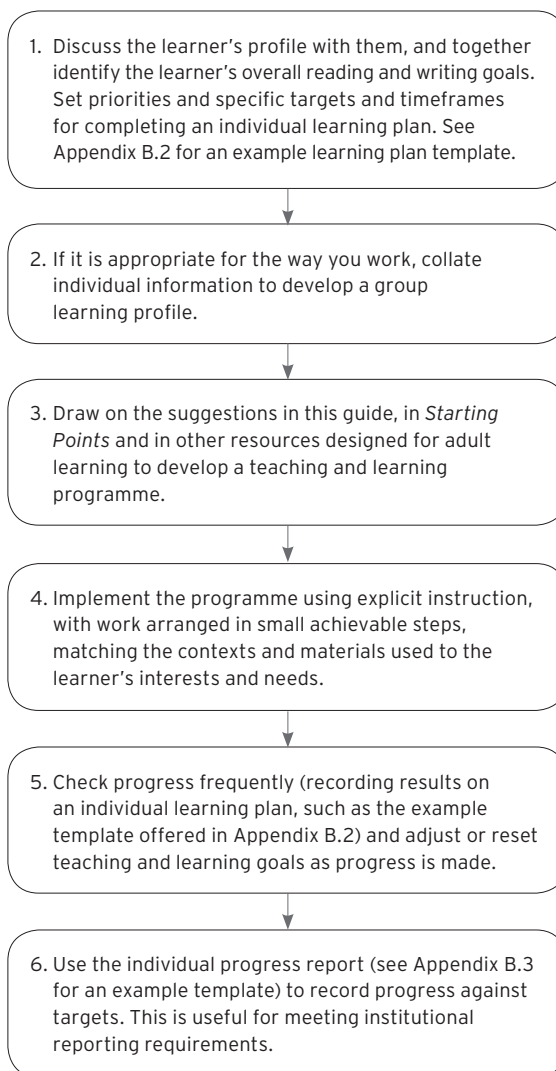 1. Discuss the learner’s profile with them, and together
identify the learner’s overall reading and writing goals.
Set priorities and specific targets and timeframes
for completing an individual learning plan. See
Appendix B.2 for an example learning plan template.
2. If it is appropriate for the way you work, collate
individual information to develop a group
learning profile.
3. Draw on the suggestions in this guide, in Starting
Points and in other resources designed for adult
learning to develop a teaching and learning
programme.
4. Implement the programme using explicit instruction,
with work arranged in small achievable steps,
matching the contexts and materials used to the
learner’s interests and needs.
5. Check progress frequently (recording results on
an individual learning plan, such as the example
template offered in Appendix B.2) and adjust or reset
teaching and learning goals as progress is made.
6. Use the individual progress report (see Appendix B.3
for an example template) to record progress against
targets. This is useful for meeting institutional
reporting requirements.